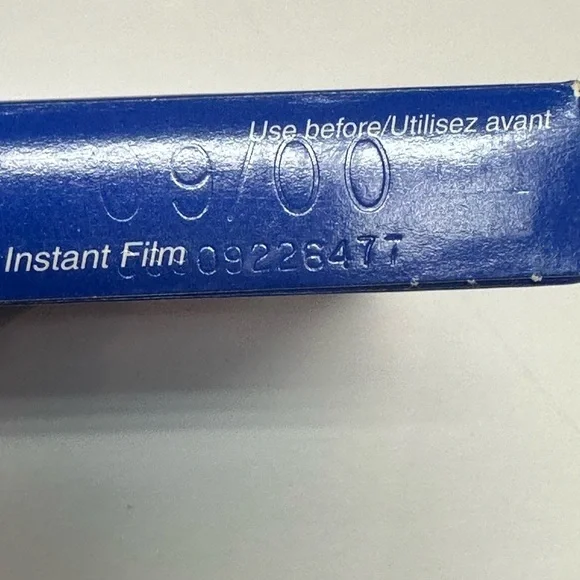 Use before/Utilisez avant
09/00
Instant Film
09226477